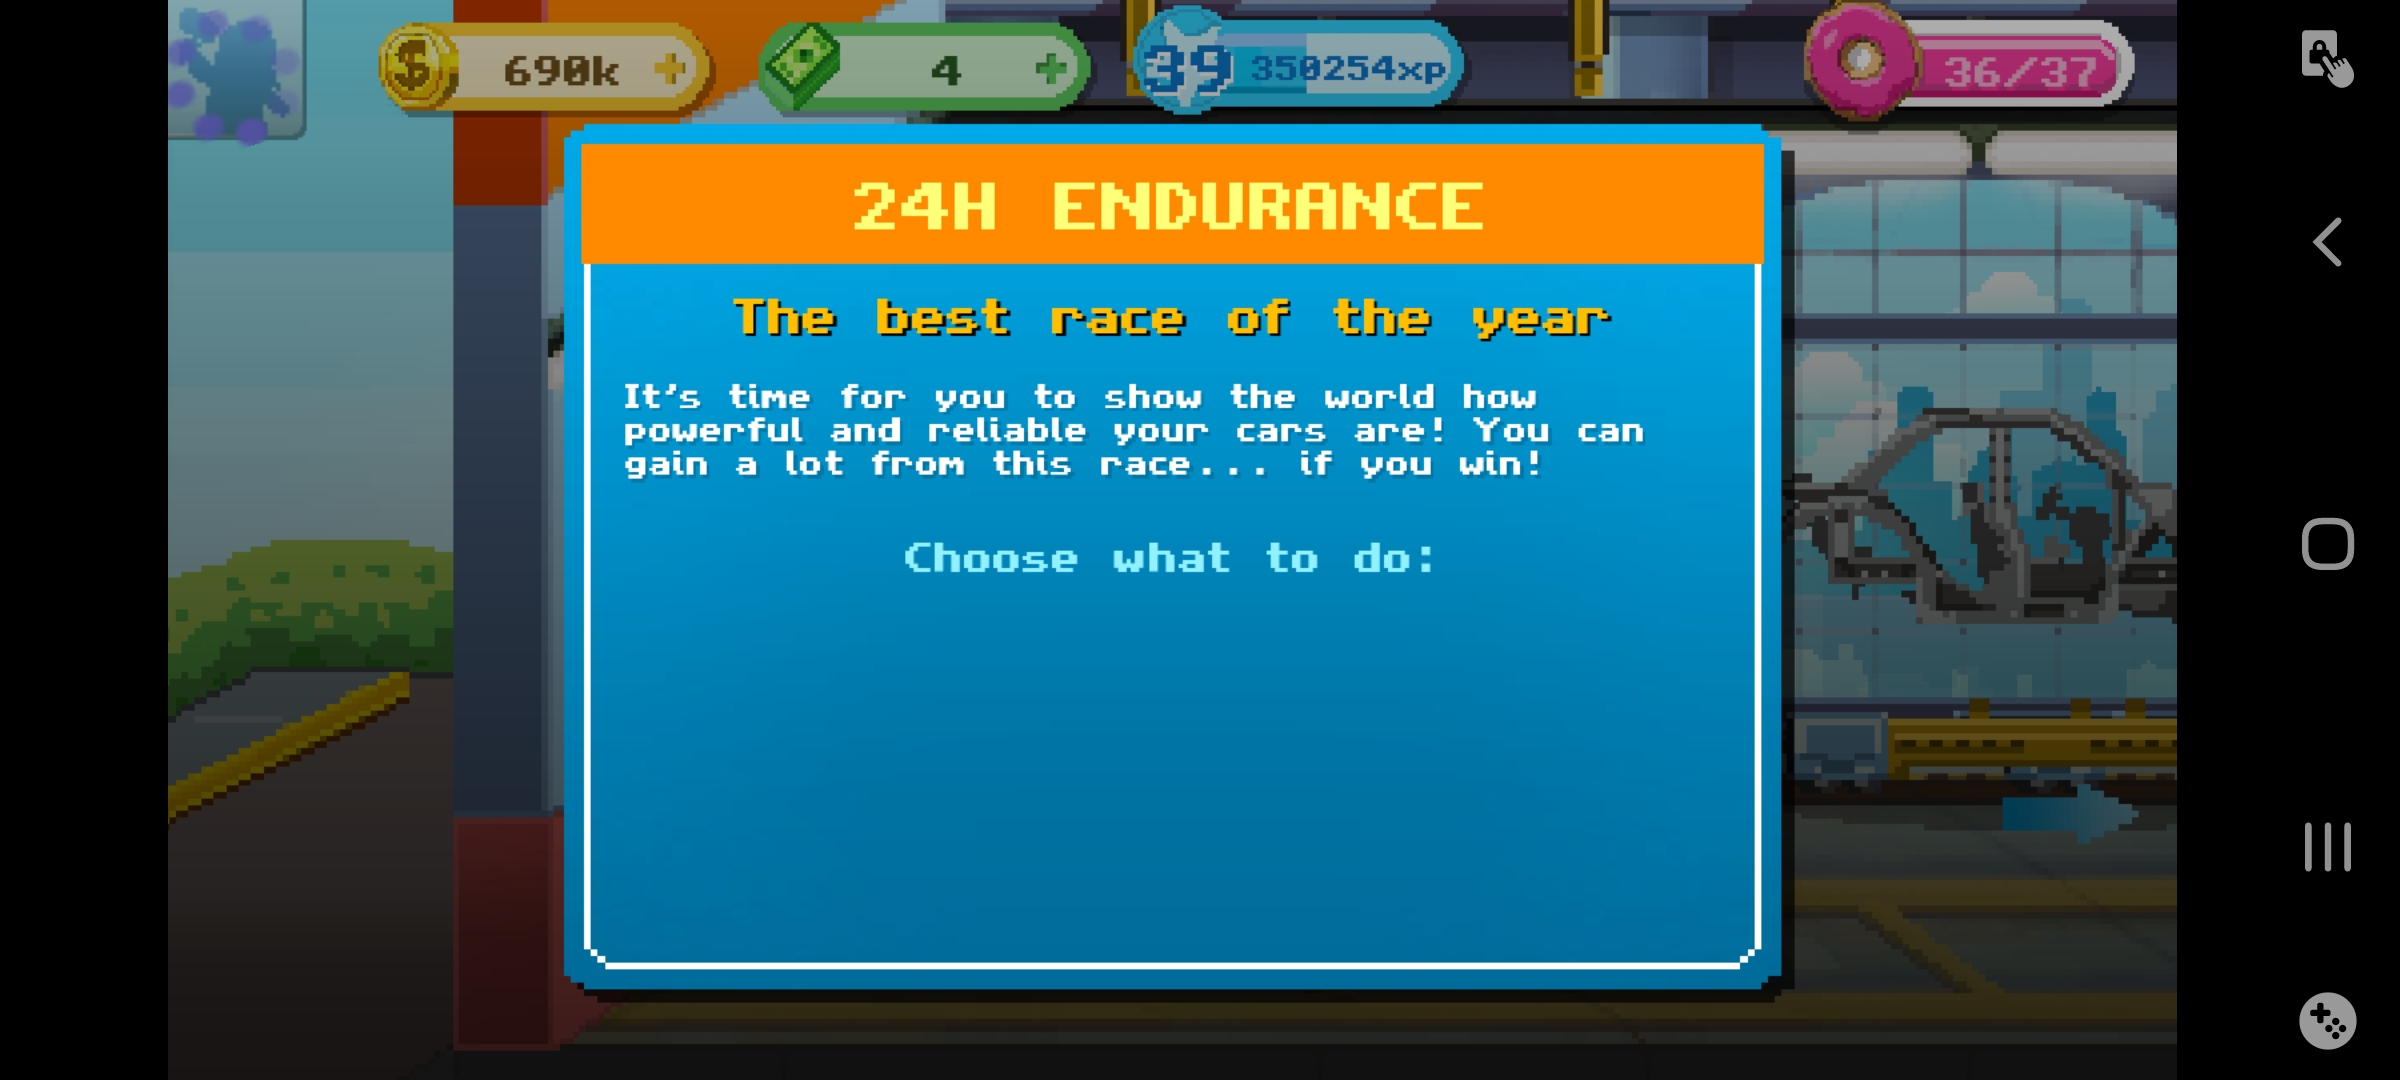 690k
4
39
350254xp
36/37
24H ENDURANCE
The best race of the year
It's time for you to show the world how
powerful and reliable your cars are! You can
gain a lot from this race... if you win!
Choose what to do: